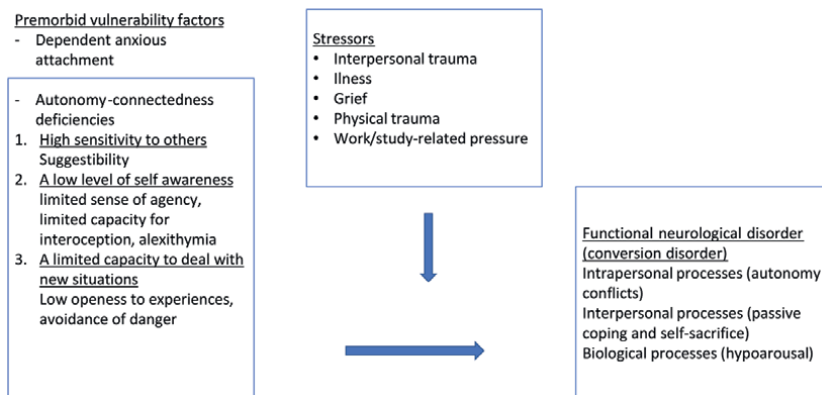 Premorbid vulnerability factors
- Dependent anxious
attachment
- Autonomy-connectedness
deficiencies
1. High sensitivity to others
Suggestibility
2. A low level of self awareness
limited sense of agency,
limited capacity for
interoception, alexithymia
3. A limited capacity to deal with
new situations
Low openness to experiences,
avoidance of danger
Stressors
• Interpersonal trauma
• Ilness
• Grief
• Physical trauma
• Work/study-related pressure
Functional neurological disorder
(conversion disorder)
Intrapersonal processes (autonomy
conflicts)
Interpersonal processes (passive
coping and self-sacrifice)
Biological processes (hypoarousal)